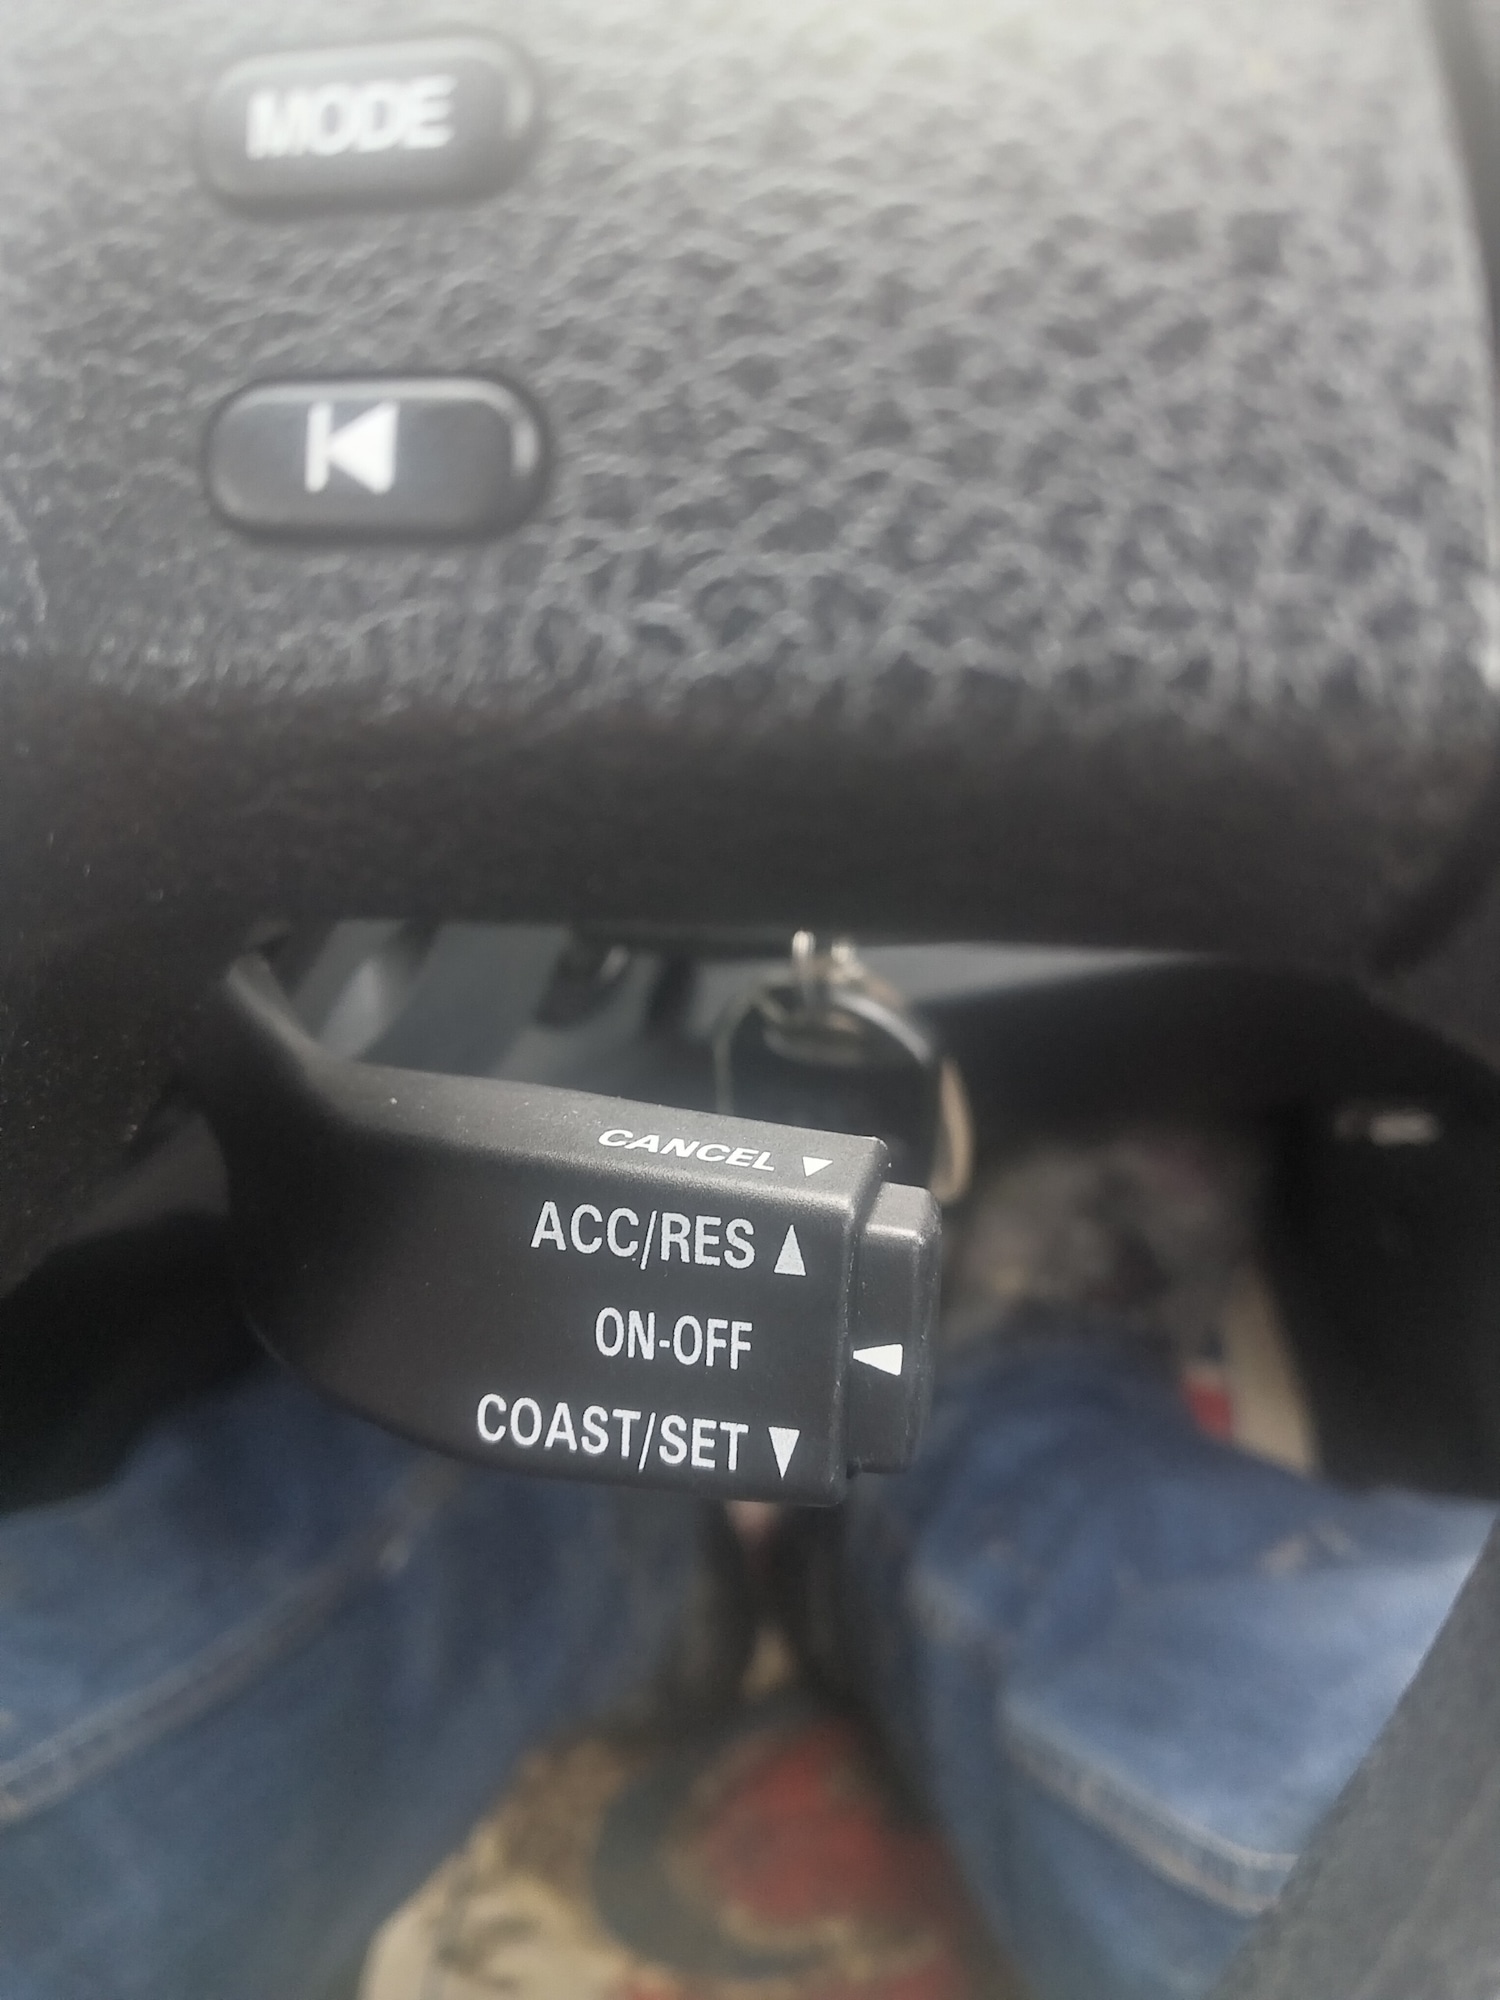 MODE
CANCEL ▼
ACC/RES ▲
ON-OFF ◀
COAST/SET ▼